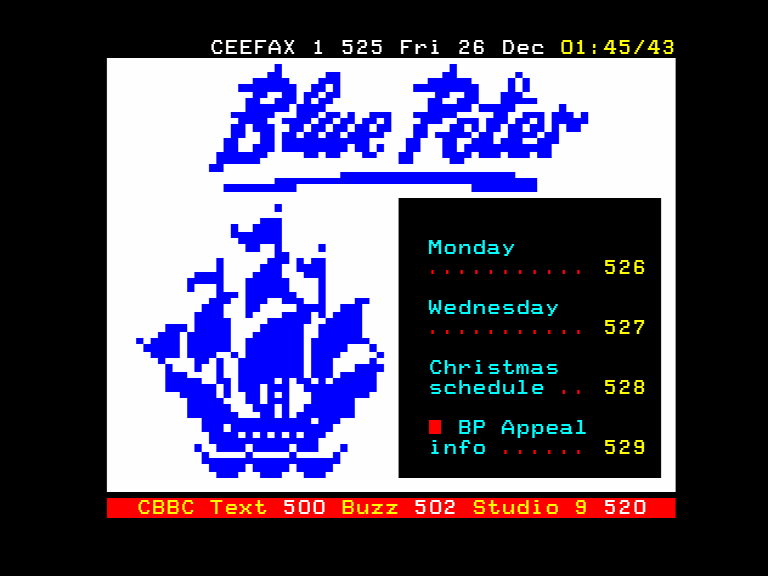 CEEFAX 1 525 Fri 26 Dec 01:45/43
Blue Peter
Monday
........... 526
Wednesday
........... 527
Christmas
schedule .. 528
BP Appeal
info ...... 529
CBBC Text 500 Buzz 502 Studio 9 520